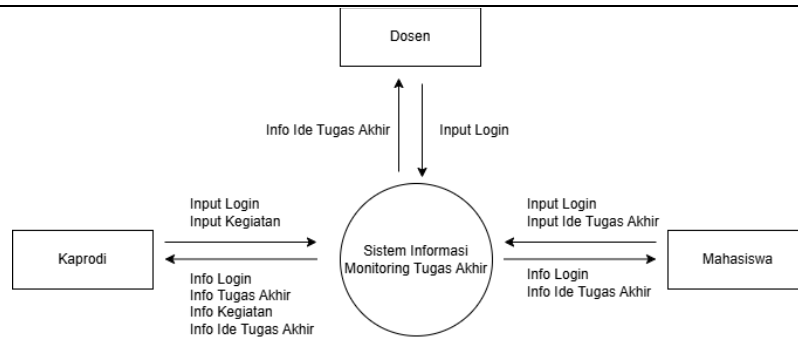 Dosen
Info Ide Tugas Akhir
Input Login
Input Login
Input Kegiatan
Input Login
Input Ide Tugas Akhir
Kaprodi
Sistem Informasi
Monitoring Tugas Akhir
Mahasiswa
Info Login
Info Tugas Akhir
Info Kegiatan
Info Ide Tugas Akhir
Info Login
Info Ide Tugas Akhir